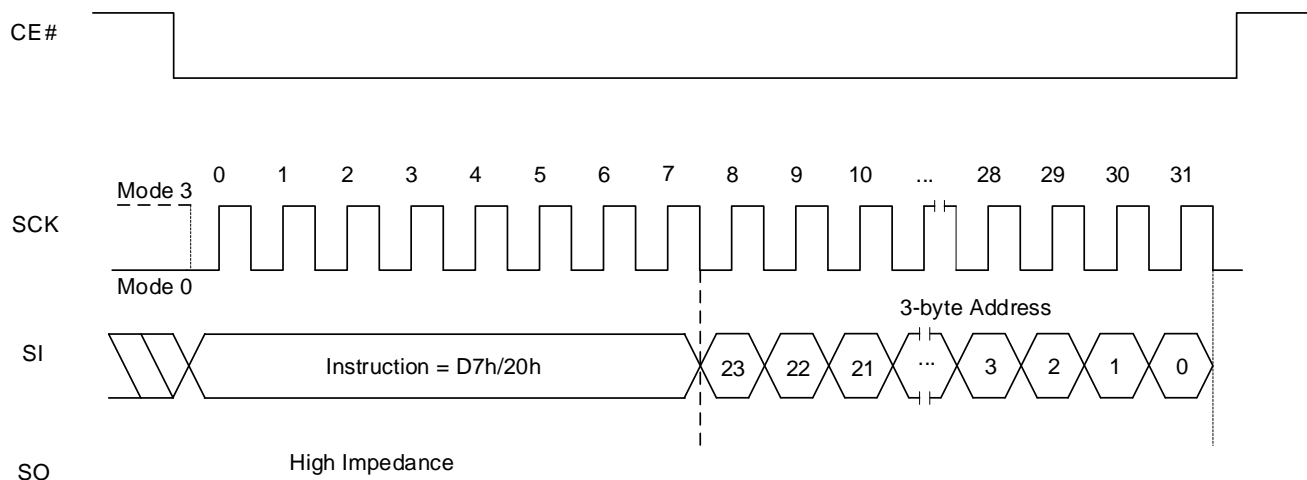 CE#
0 1 2 3 4 5 6 7 8 9 10 ... 28 29 30 31
Mode 3
SCK
Mode 0
3-byte Address
SI
Instruction = D7h/20h
23 22 21 ... 3 2 1 0
High Impedance
SO